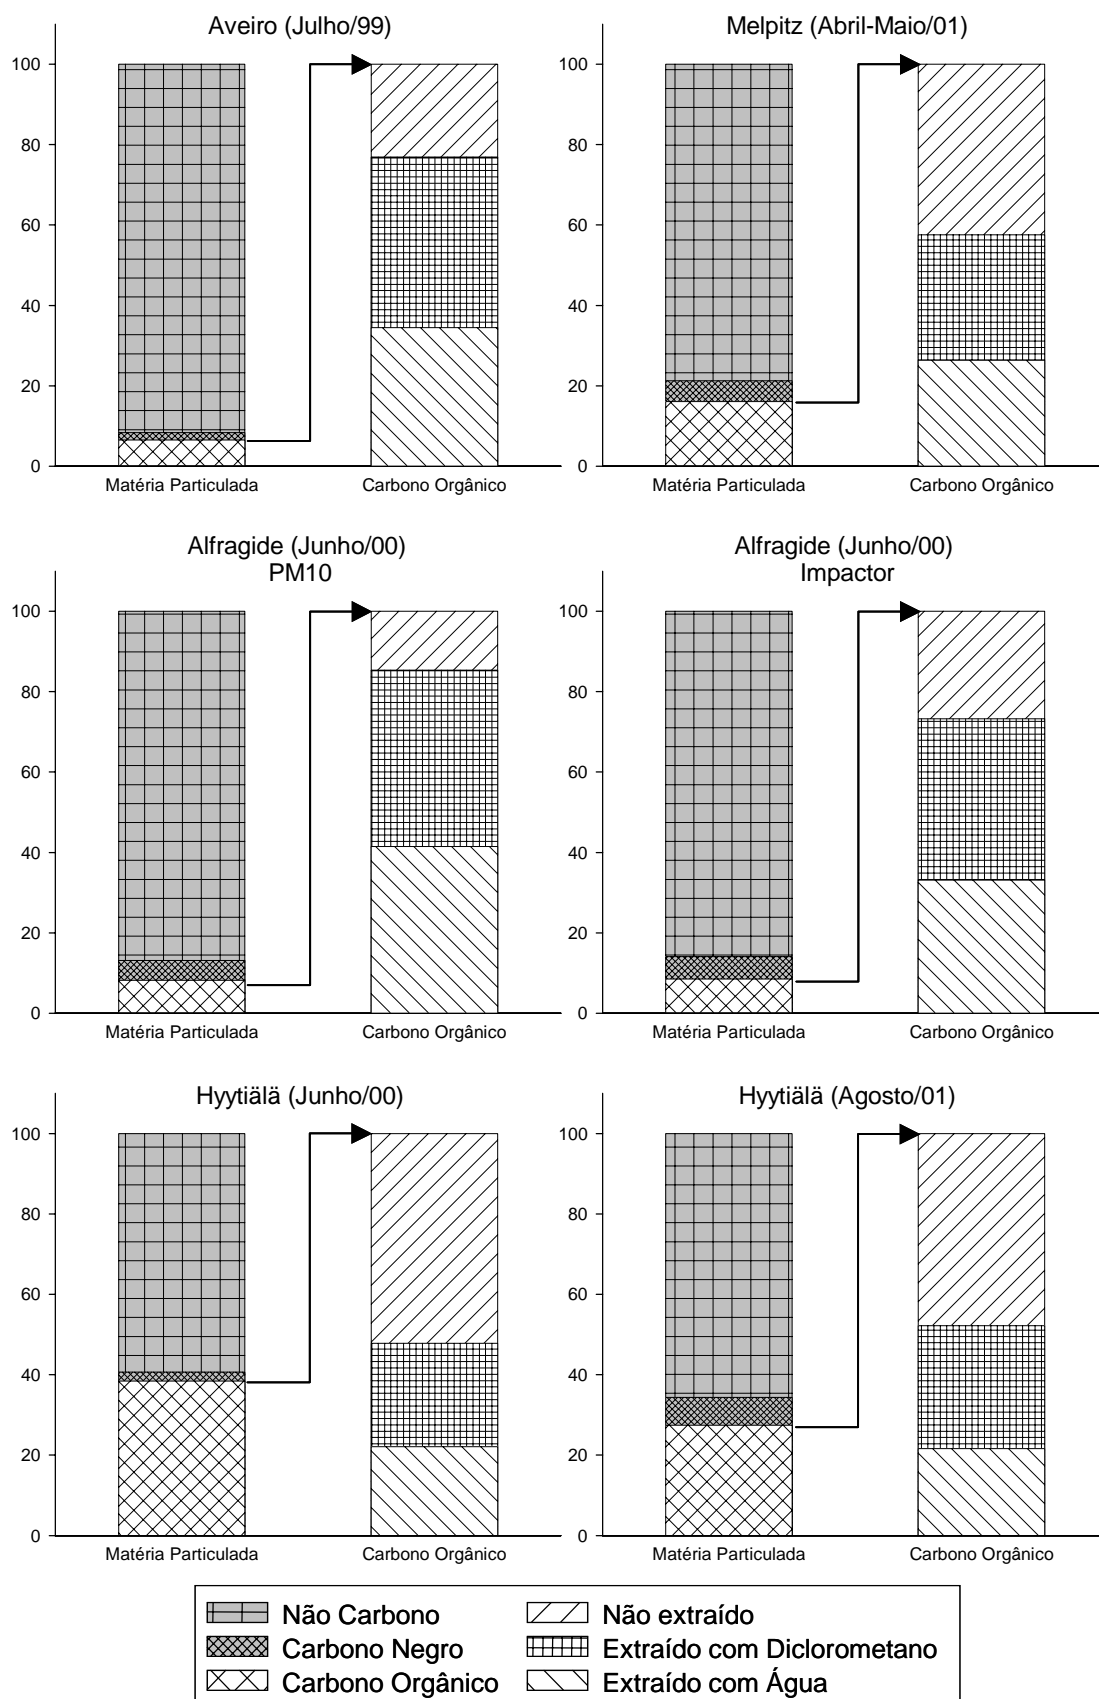 Aveiro (Julho/99)
100
80
60
40
20
0
Matéria Particulada
Carbono Orgânico
Melpitz (Abril-Maio/01)
100
80
60
40
20
0
Matéria Particulada
Carbono Orgânico
Alfragide (Junho/00)
PM10
100
80
60
40
20
0
Matéria Particulada
Carbono Orgânico
Alfragide (Junho/00)
Impactor
100
80
60
40
20
0
Matéria Particulada
Carbono Orgânico
Hyytiälä (Junho/00)
100
80
60
40
20
0
Matéria Particulada
Carbono Orgânico
Hyytiälä (Agosto/01)
100
80
60
40
20
0
Matéria Particulada
Carbono Orgânico
Não Carbono
Carbono Negro
Carbono Orgânico
Não extraído
Extraído com Diclorometano
Extraído com Água